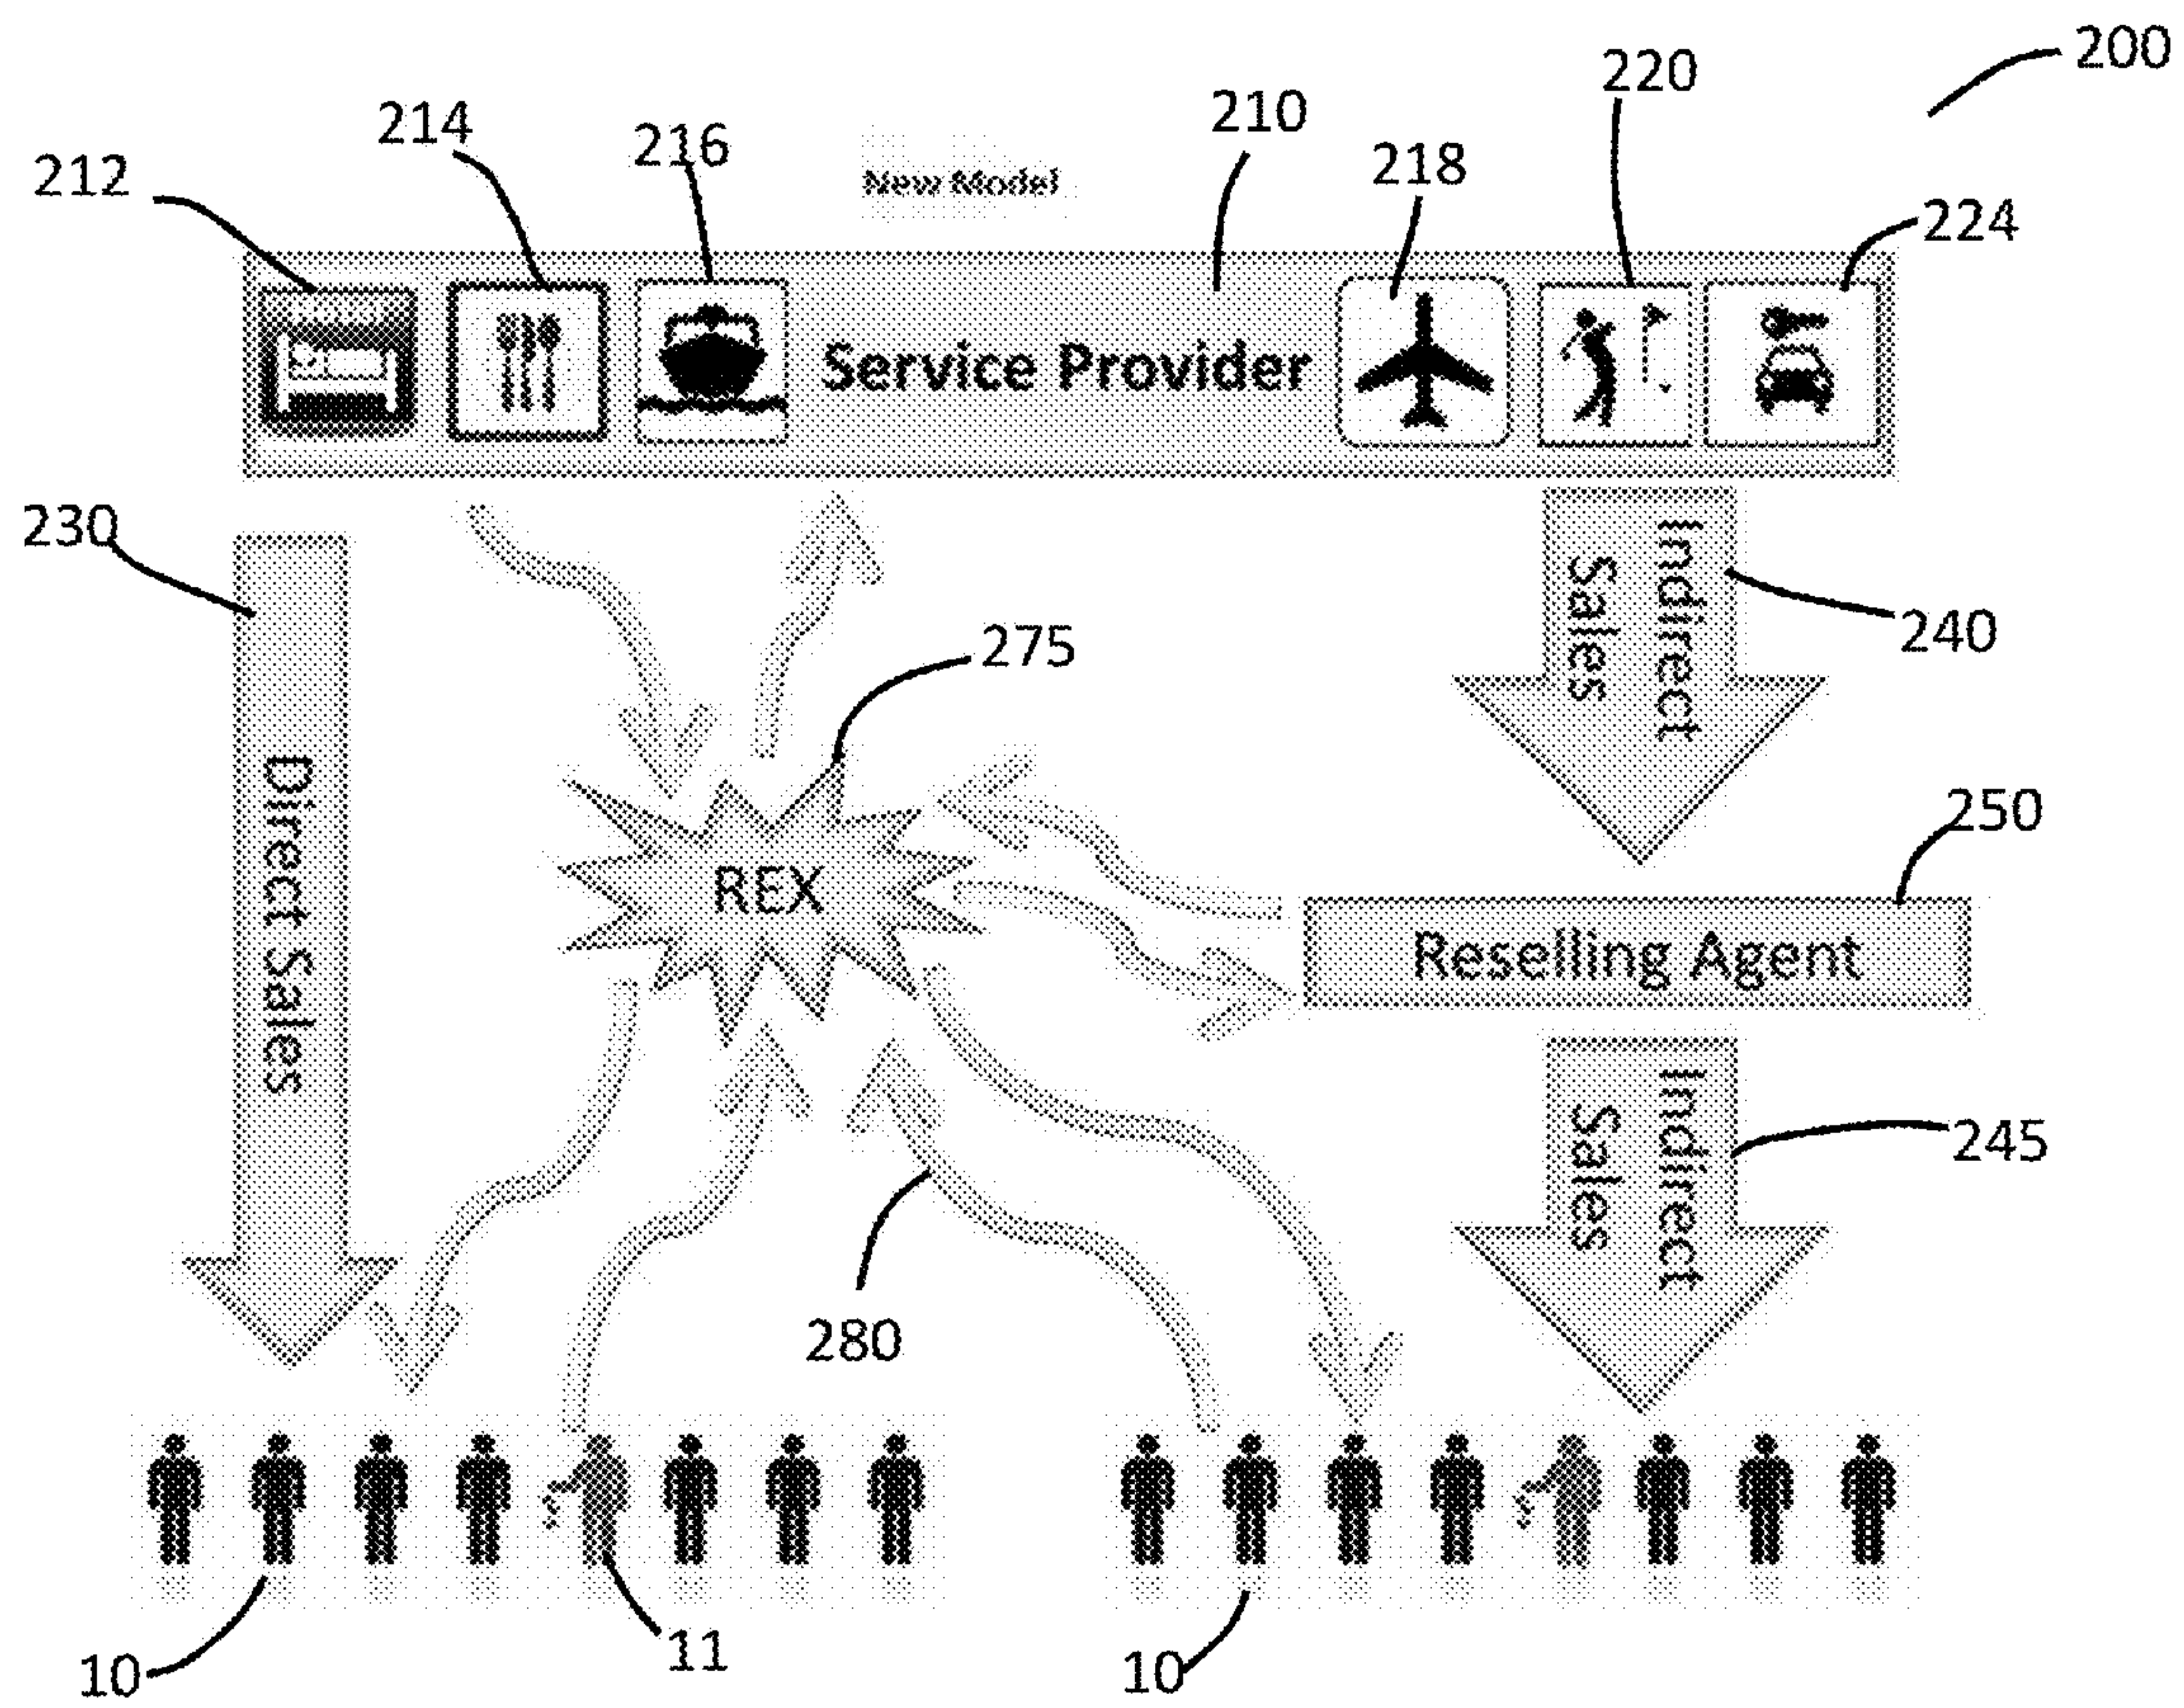 200
220
210
214
216
218
212
New Model
224
Service Provider
230
Indirect
Sales
240
275
Direct Sales
250
REX
Reselling Agent
Indirect
Sales
245
280
11
10
10